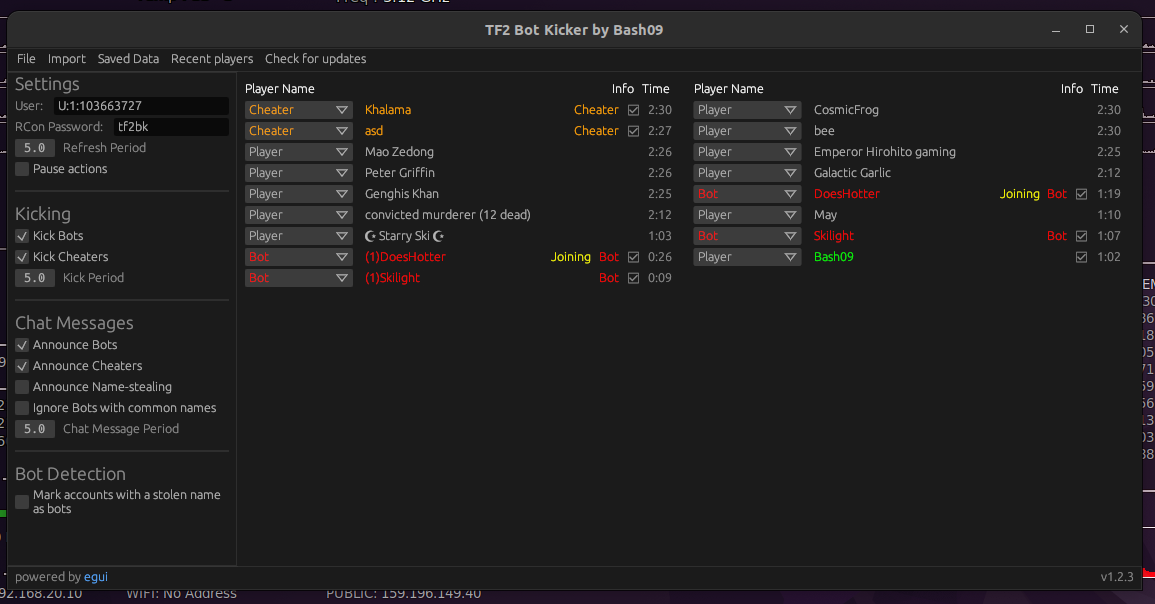 Freq : 5.12 GHz
TF2 Bot Kicker by Bash09
File Import Saved Data Recent players Check for updates
Settings
User: U:1:103663727
RCon Password: tf2bk
5.0 Refresh Period
Pause actions
Kicking
Kick Bots
Kick Cheaters
5.0 Kick Period
Chat Messages
Announce Bots
Announce Cheaters
Announce Name-stealing
Ignore Bots with common names
5.0 Chat Message Period
Bot Detection
Mark accounts with a stolen name
as bots
Player Name Info Time
Cheater Khalama Cheater 2:30
Cheater asd Cheater 2:27
Player Mao Zedong 2:26
Player Peter Griffin 2:26
Player Genghis Khan 2:25
Player convicted murderer (12 dead) 2:12
Player ☪ Starry Ski ☪ 1:03
Bot (1)DoesHotter Joining Bot 0:26
Bot (1)Skilight Bot 0:09
Player Name Info Time
Player CosmicFrog 2:30
Player bee 2:30
Player Emperor Hirohito gaming 2:25
Player Galactic Garlic 2:12
Bot DoesHotter Joining Bot 1:19
Player May 1:10
Bot Skilight Bot 1:07
Player Bash09 1:02
powered by egui v1.2.3
92.168.20.10 WIFI: No Address PUBLIC: 159.196.149.40